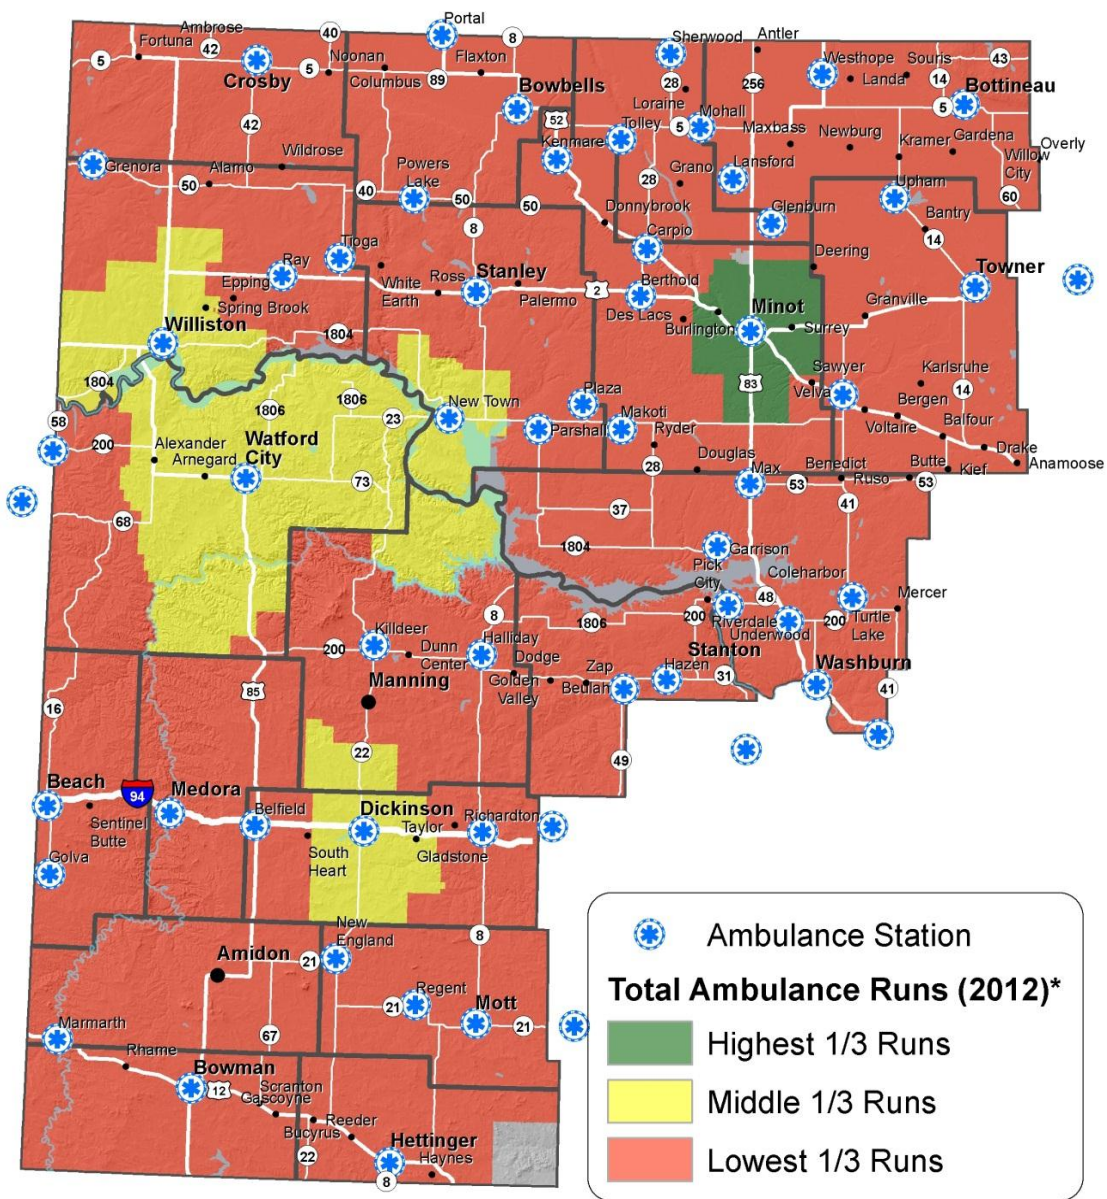 Portal
8
Ambrose
42
Fortuna
5
Crosby
5
40
Noonan
Columbus
89
Flaxton
Bowbells
Sherwood
Antler
28
256
Loraine
Westhope
Souris
Landa
14
43
Bottineau
5
42
Wildrose
52
Kenmare
Tolley
5
Mohall
Maxbass
Newburg
Kramer
Gardena
Willow
City
Overly
60
Grenora
50
Alamo
40
Powers
Lake
50
50
Grano
28
Lansford
Donnybrook
Glenburn
Upham
Bantry
14
8
Carpio
Deering
Tioga
Ray
Epping
Spring Brook
White
Earth
Ross
Stanley
Palermo
2
Berthold
Des Lacs
Burlington
Minot
Surrey
Granville
Towner
Williston
1804
1804
1806
1806
83
Sawyer
Velva
Karlsruhe
14
Bergen
Voltaire
Balfour
Drake
Anamoose
58
200
Alexander
Arnegard
Watford
City
23
New Town
Plaza
Parshall
Makoti
Ryder
28
Douglas
Max
53
Benedict
Ruso
Butte
Kief
53
41
73
68
37
1804
Garrison
Pick
City
Coleharbor
48
Mercer
8
1806
200
Riverdale
Underwood
200
Turtle
Lake
Killdeer
200
Dunn
Center
Halliday
Dodge
Golden
Valley
Zap
Beulah
Hazen
Stanton
31
Washburn
41
Manning
85
16
22
49
Beach
94
Medora
Sentinel
Butte
Golva
Belfield
South
Heart
Dickinson
Taylor
Gladstone
Richardton
New
England
8
Amidon
21
21
Regent
Mott
21
67
Marmarth
Rhame
Bowman
12
Scranton
Gascoyne
Reeder
Bucyrus
22
Hettinger
Haynes
8
Ambulance Station
Total Ambulance Runs (2012)*
Highest 1/3 Runs
Middle 1/3 Runs
Lowest 1/3 Runs